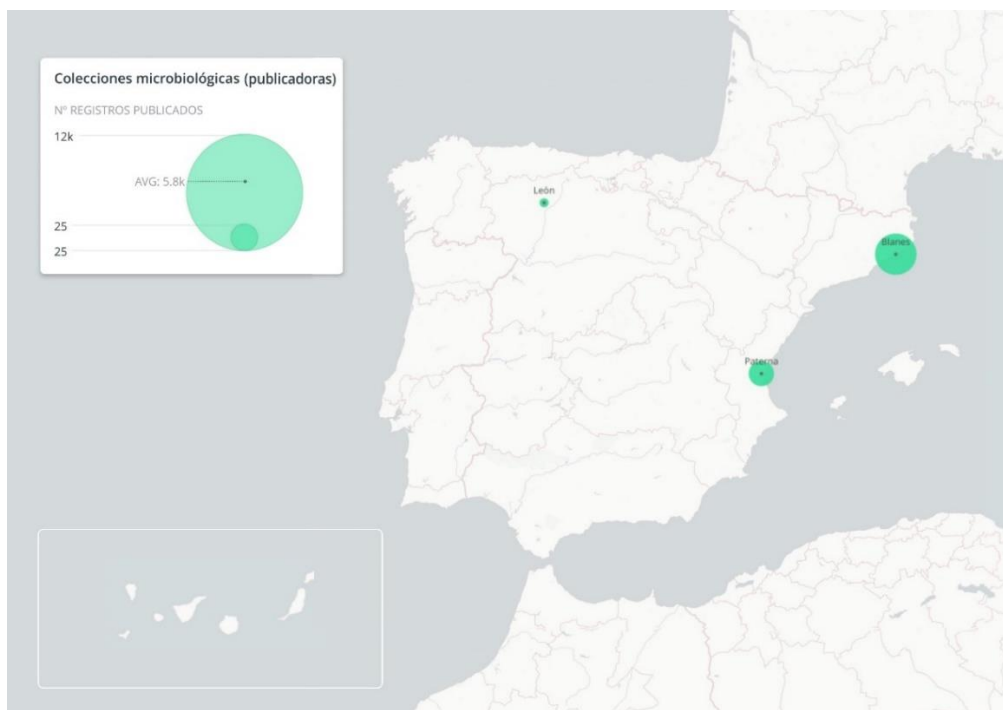 Colecciones microbiológicas (publicadoras)
Nº REGISTROS PUBLICADOS
12k
AVG: 5.8k
25
25
León
Blanes
Paterna